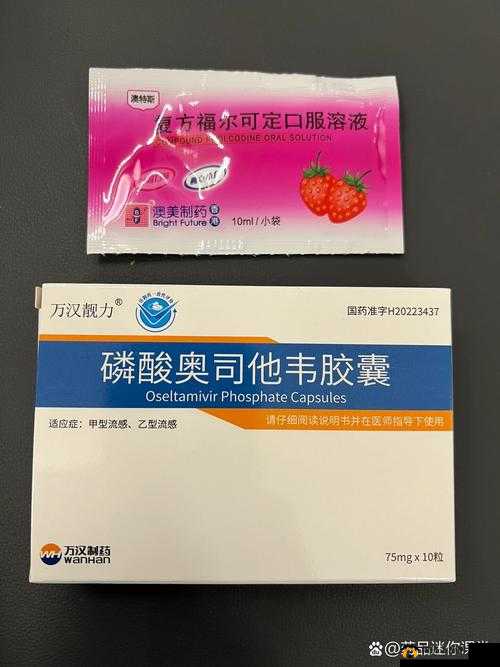 澳特斯
复方福尔可定口服溶液
COMPOUND PHOLCODINE ORAL SOLUTION
澳美制药
香港
Bright Future
10ml/小袋
万汉靓力®
国药准字H20223437
磷酸奥司他韦胶囊
Oseltamivir Phosphate Capsules
适应症：甲型流感、乙型流感
请仔细阅读说明书并在医师指导下使用
WH
万汉制药
WANHAN
75mg x 10粒